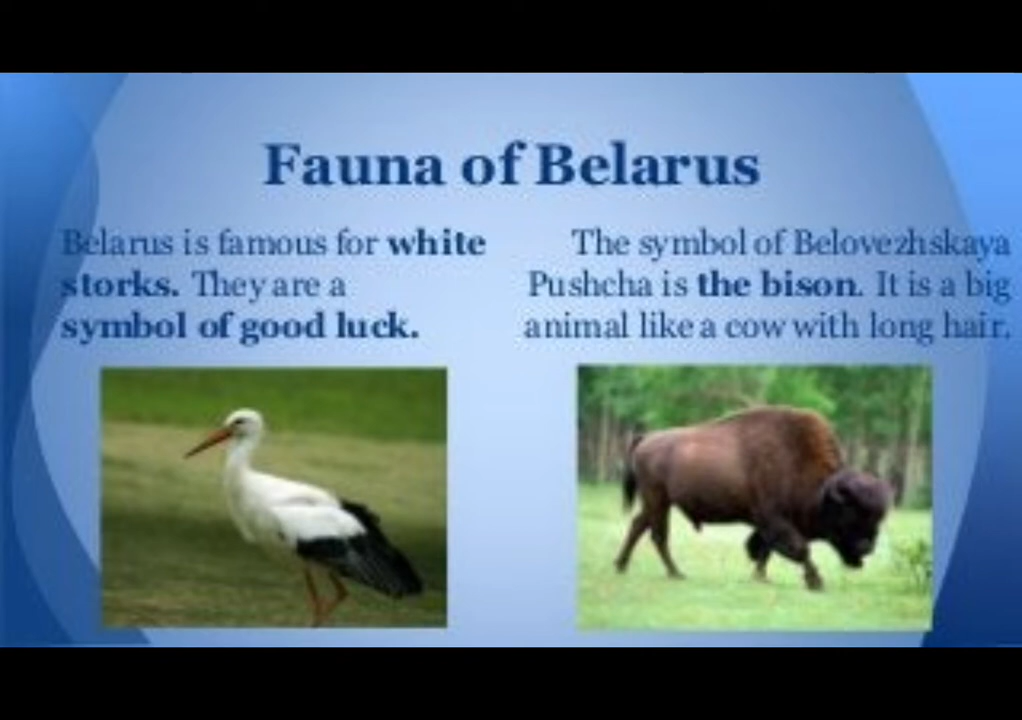 Fauna of Belarus
Belarus is famous for white
storks. They are a
symbol of good luck.
The symbol of Belovezhskaya
Pushcha is the bison. It is a big
animal like a cow with long hair.